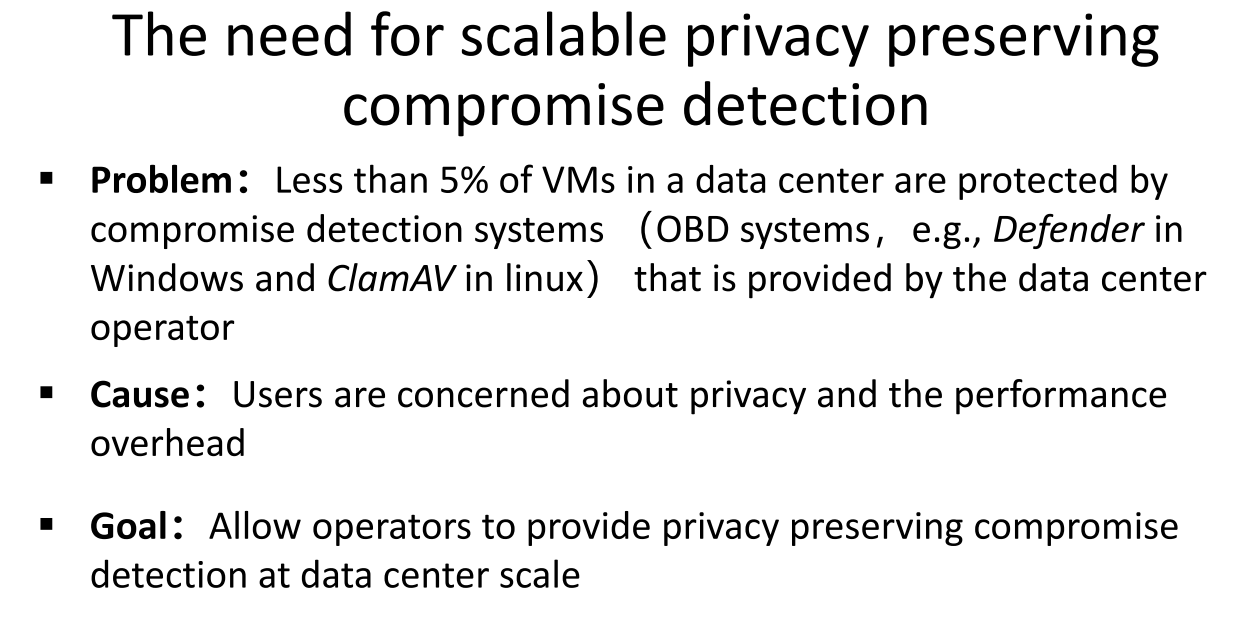 The need for scalable privacy preserving
compromise detection
▪ Problem： Less than 5% of VMs in a data center are protected by
compromise detection systems （OBD systems， e.g., Defender in
Windows and ClamAV in linux） that is provided by the data center
operator
▪ Cause： Users are concerned about privacy and the performance
overhead
▪ Goal： Allow operators to provide privacy preserving compromise
detection at data center scale